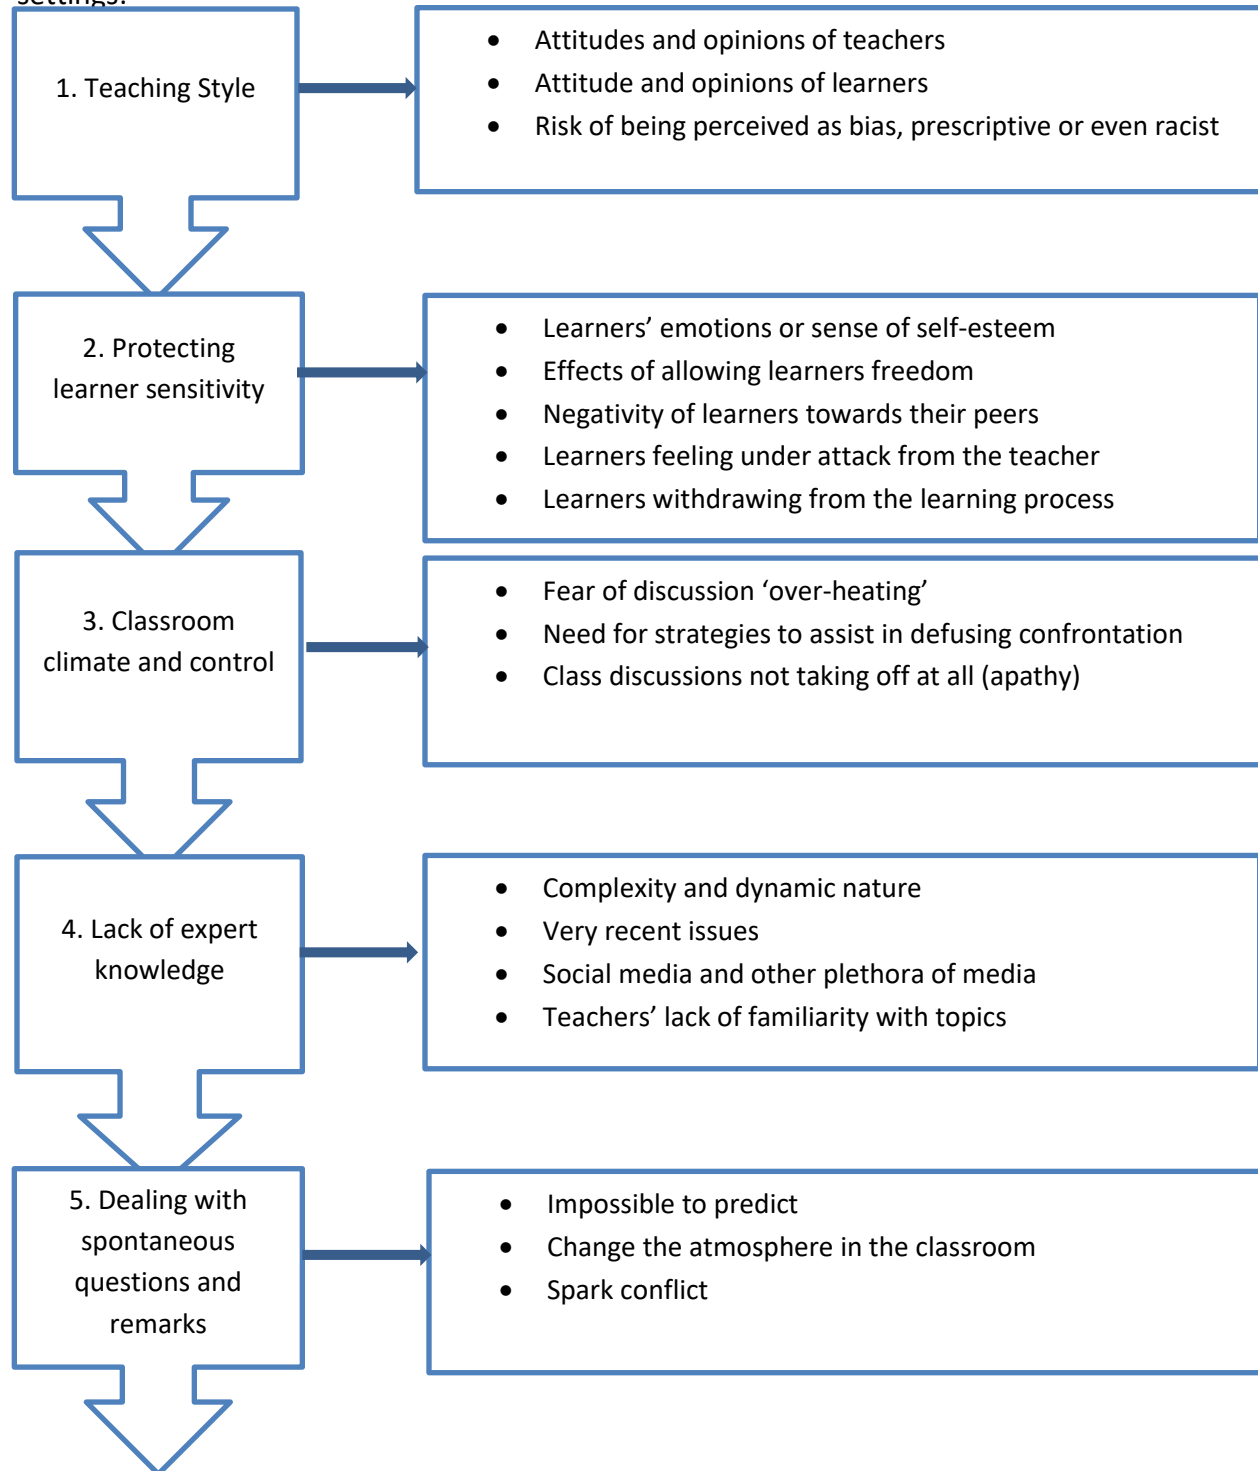 settings:
1. Teaching Style
• Attitudes and opinions of teachers
• Attitude and opinions of learners
• Risk of being perceived as bias, prescriptive or even racist
2. Protecting
learner sensitivity
• Learners’ emotions or sense of self-esteem
• Effects of allowing learners freedom
• Negativity of learners towards their peers
• Learners feeling under attack from the teacher
• Learners withdrawing from the learning process
3. Classroom
climate and control
• Fear of discussion ‘over-heating’
• Need for strategies to assist in defusing confrontation
• Class discussions not taking off at all (apathy)
4. Lack of expert
knowledge
• Complexity and dynamic nature
• Very recent issues
• Social media and other plethora of media
• Teachers’ lack of familiarity with topics
5. Dealing with
spontaneous
questions and
remarks
• Impossible to predict
• Change the atmosphere in the classroom
• Spark conflict